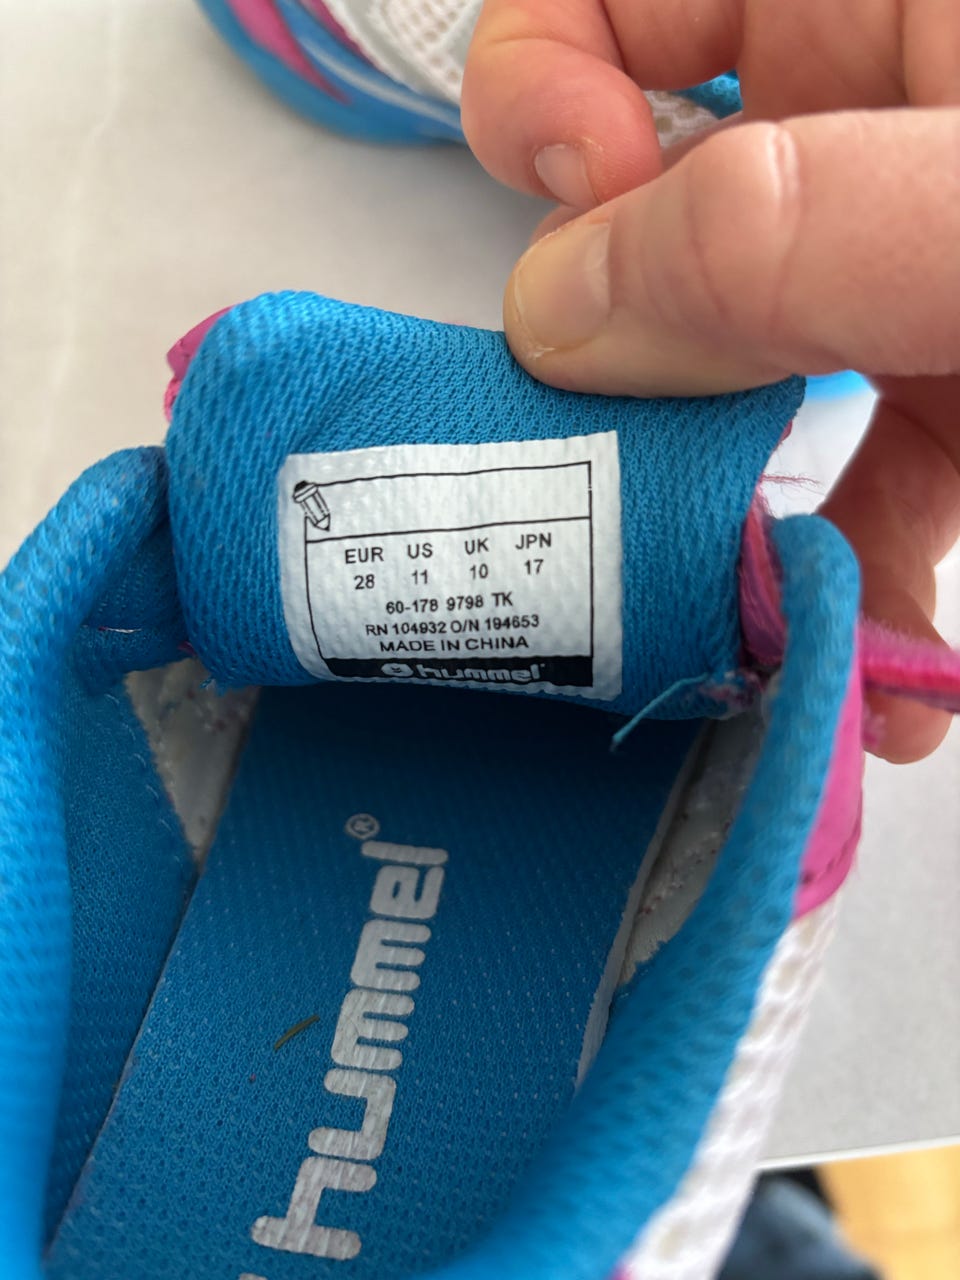 EUR US UK JPN
28 11 10 17
60-178 9798 TK
RN 104932 O/N 194653
MADE IN CHINA
hummel
hummel®